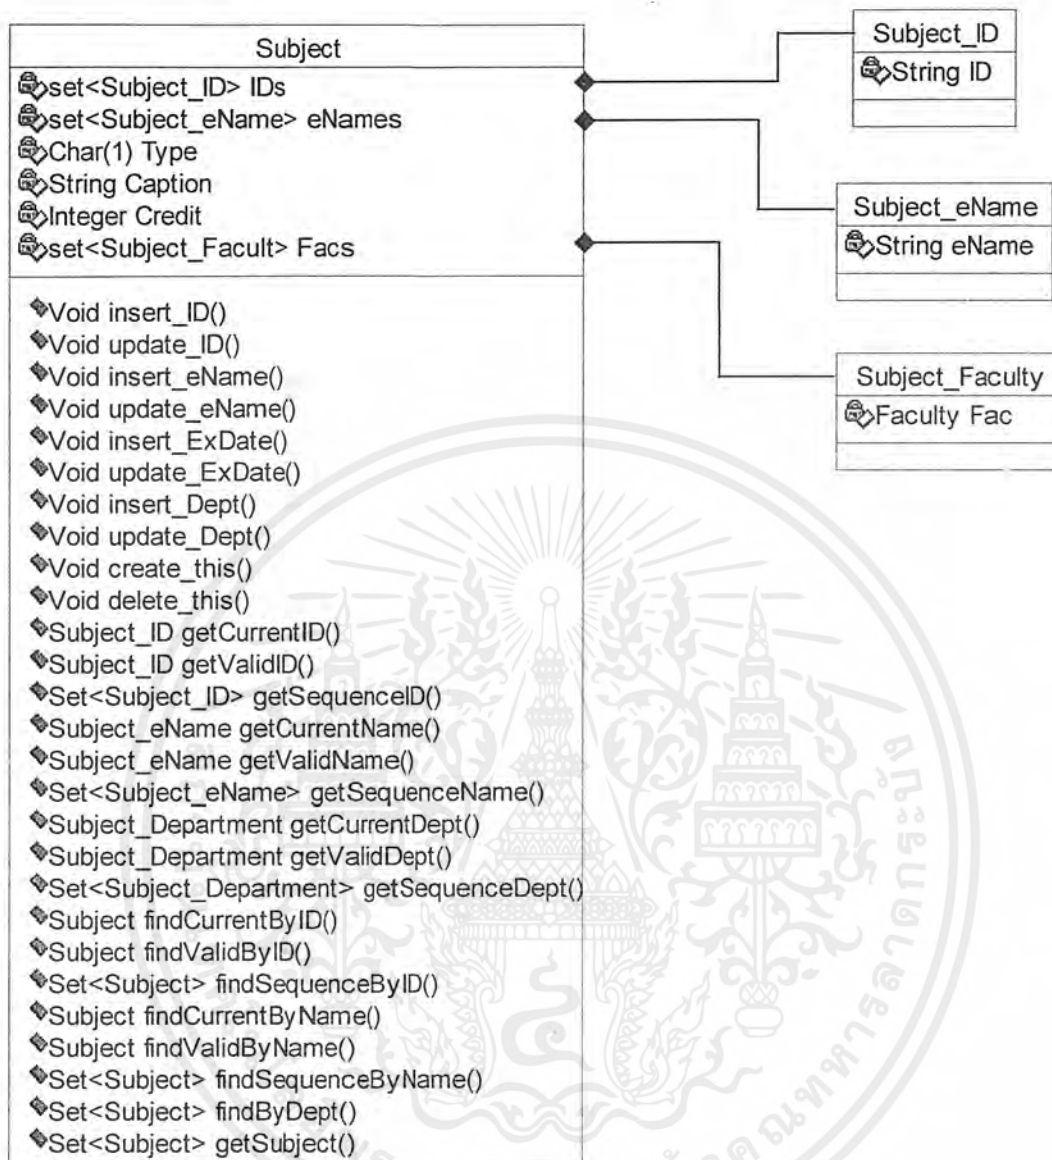 Subject
set<Subject_ID> IDs
set<Subject_eName> eNames
Char(1) Type
String Caption
Integer Credit
set<Subject_Facult> Facs
Void insert_ID()
Void update_ID()
Void insert_eName()
Void update_eName()
Void insert_ExDate()
Void update_ExDate()
Void insert_Dept()
Void update_Dept()
Void create_this()
Void delete_this()
Subject_ID getCurrentID()
Subject_ID getValidID()
Set<Subject_ID> getSequenceID()
Subject_eName getCurrentName()
Subject_eName getValidName()
Set<Subject_eName> getSequenceName()
Subject_Department getCurrentDept()
Subject_Department getValidDept()
Set<Subject_Department> getSequenceDept()
Subject findCurrentByID()
Subject findValidByID()
Set<Subject> findSequenceByID()
Subject findCurrentByName()
Subject findValidByName()
Set<Subject> findSequenceByName()
Set<Subject> findByDept()
Set<Subject> getSubject()
Subject_ID
String ID
Subject_eName
String eName
Subject_Faculty
Faculty Fac